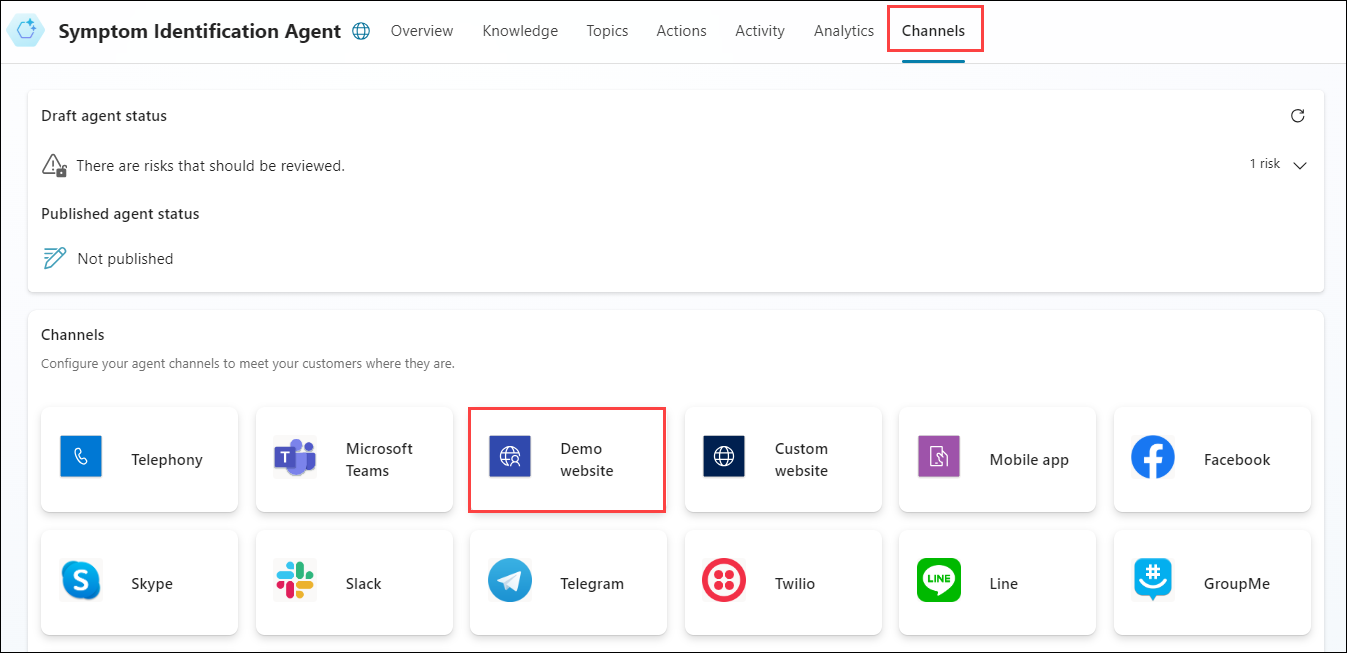 Symptom Identification Agent Overview Knowledge Topics Actions Activity Analytics Channels
Draft agent status
There are risks that should be reviewed. 1 risk
Published agent status
Not published
Channels
Configure your agent channels to meet your customers where they are.
Telephony
Microsoft
Teams
Demo
website
Custom
website
Mobile app
Facebook
Skype
Slack
Telegram
Twilio
LINE
Line
GroupMe